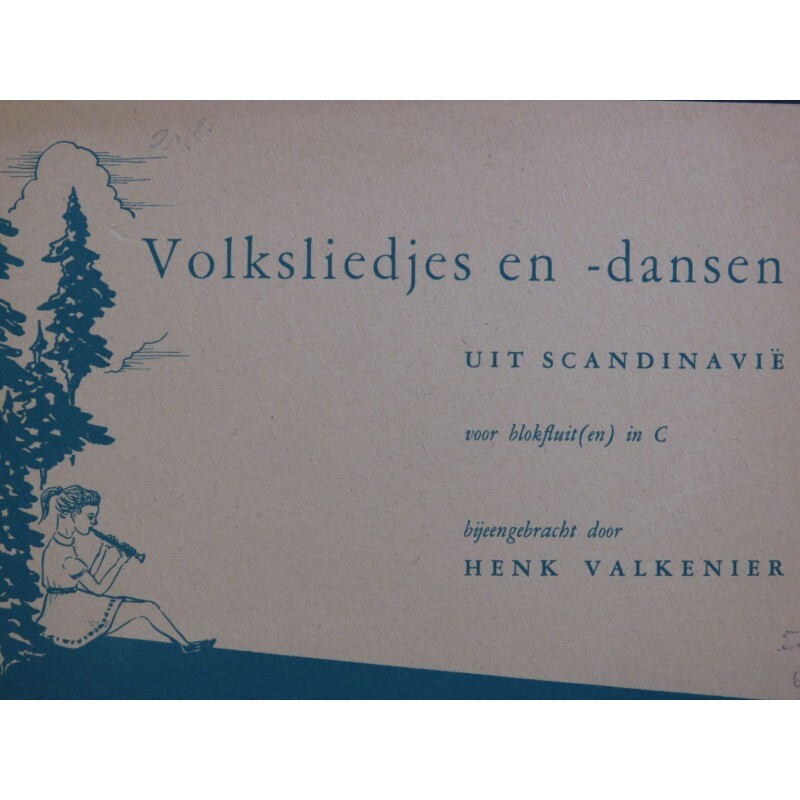 Volksliedjes en -dansen
UIT SCANDINAVIË
voor blokfluit(en) in C
bijeengebracht door
HENK VALKENIER